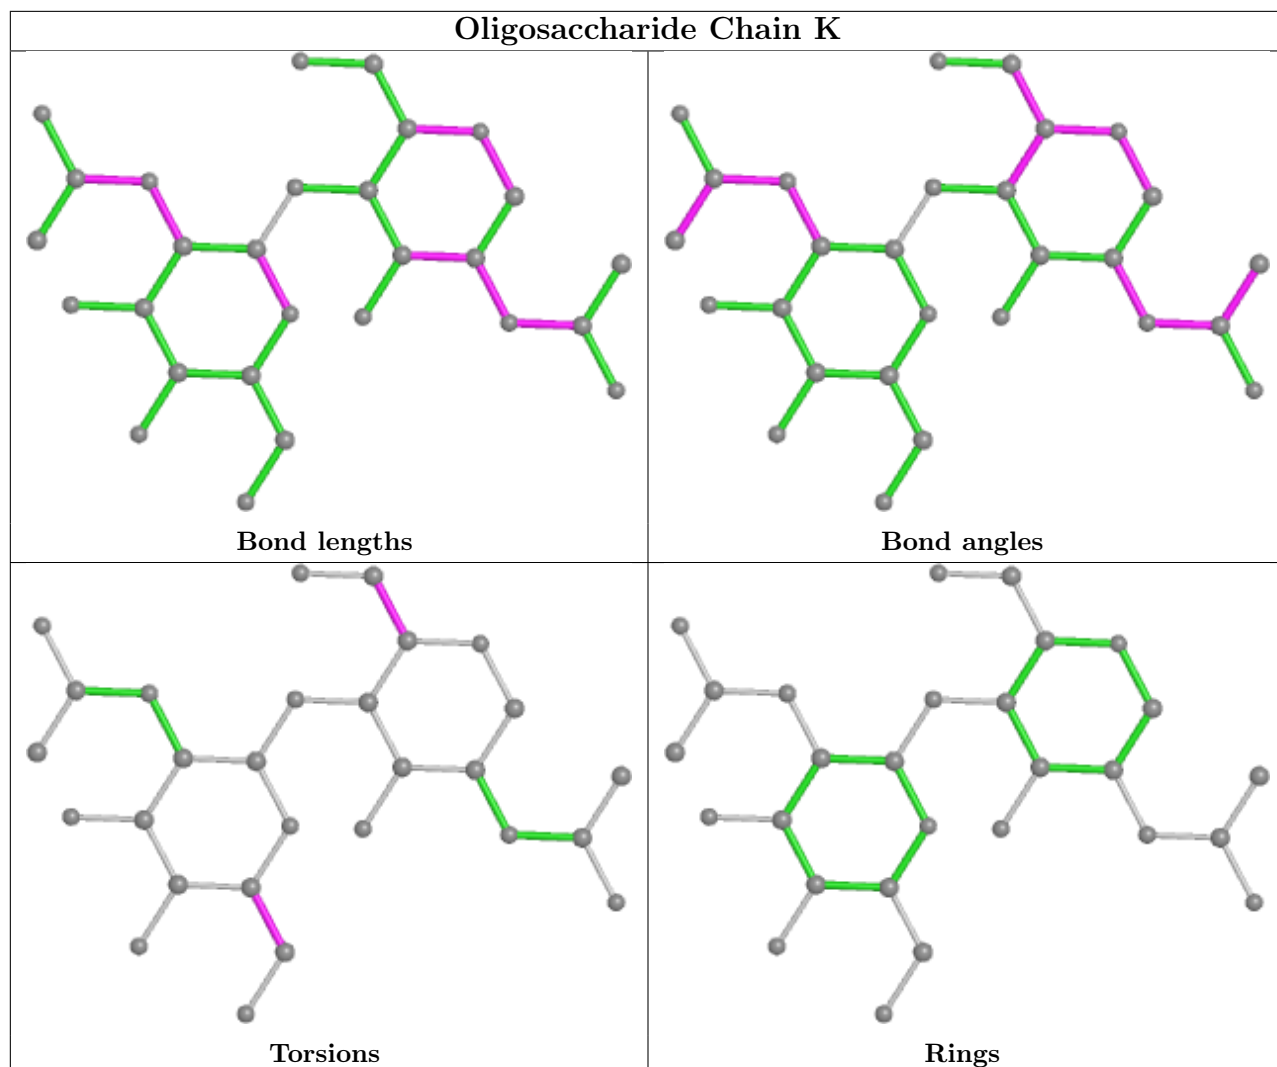 Oligosaccharide Chain K
Bond lengths
Bond angles
Torsions
Rings